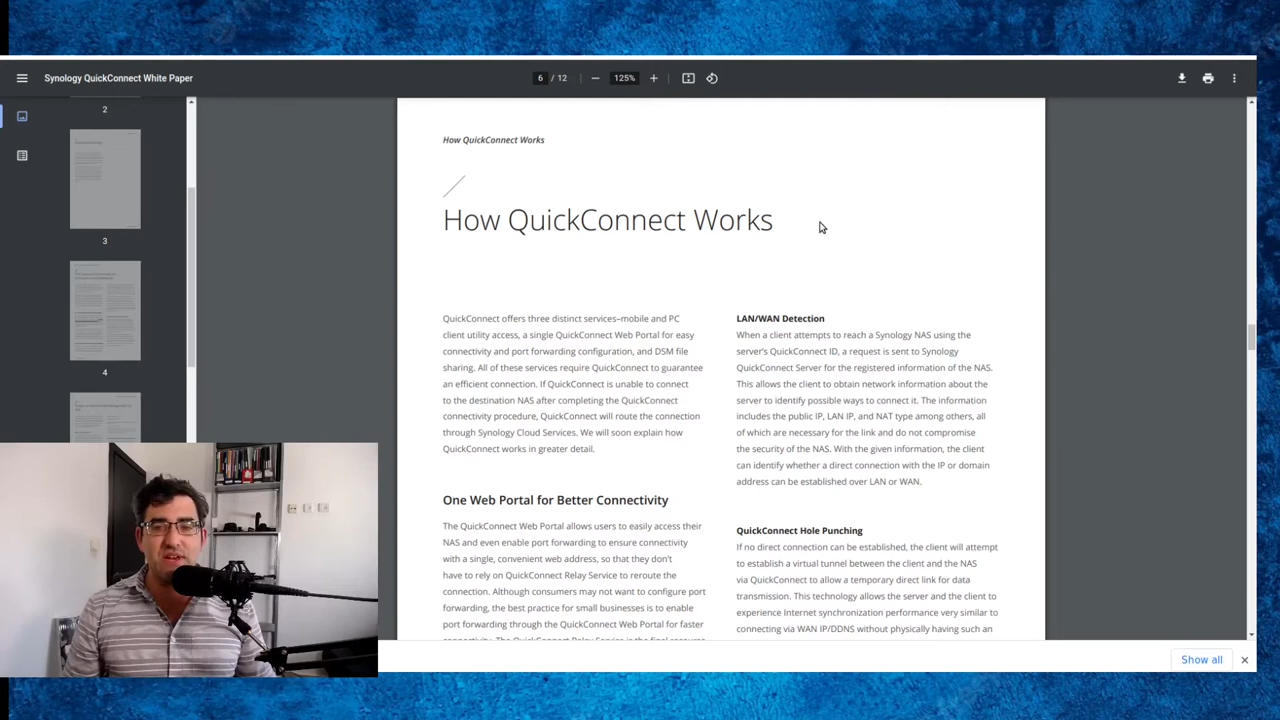 Synology QuickConnect White Paper
6 / 12
125%
2
3
4
How QuickConnect Works
How QuickConnect Works
QuickConnect offers three distinct services–mobile and PC
client utility access, a single QuickConnect Web Portal for easy
connectivity and port forwarding configuration, and DSM file
sharing. All of these services require QuickConnect to guarantee
an efficient connection. If QuickConnect is unable to connect
to the destination NAS after completing the QuickConnect
connectivity procedure, QuickConnect will route the connection
through Synology Cloud Services. We will soon explain how
QuickConnect works in greater detail.
One Web Portal for Better Connectivity
The QuickConnect Web Portal allows users to easily access their
NAS and even enable port forwarding to ensure connectivity
with a single, convenient web address, so that they don't
have to rely on QuickConnect Relay Service to reroute the
connection. Although consumers may not want to configure port
forwarding, the best practice for small businesses is to enable
port forwarding through the QuickConnect Web Portal for faster
connectivity. The QuickConnect Relay Service is the final resource
LAN/WAN Detection
When a client attempts to reach a Synology NAS using the
server's QuickConnect ID, a request is sent to Synology
QuickConnect Server for the registered information of the NAS.
This allows the client to obtain network information about the
server to identify possible ways to connect it. The information
includes the public IP, LAN IP, and NAT type among others, all
of which are necessary for the link and do not compromise
the security of the NAS. With the given information, the client
can identify whether a direct connection with the IP or domain
address can be established over LAN or WAN.
QuickConnect Hole Punching
If no direct connection can be established, the client will attempt
to establish a virtual tunnel between the client and the NAS
via QuickConnect to allow a temporary direct link for data
transmission. This technology allows the server and the client to
experience Internet synchronization performance very similar to
connecting via WAN IP/DDNS without physically having such an
Show all